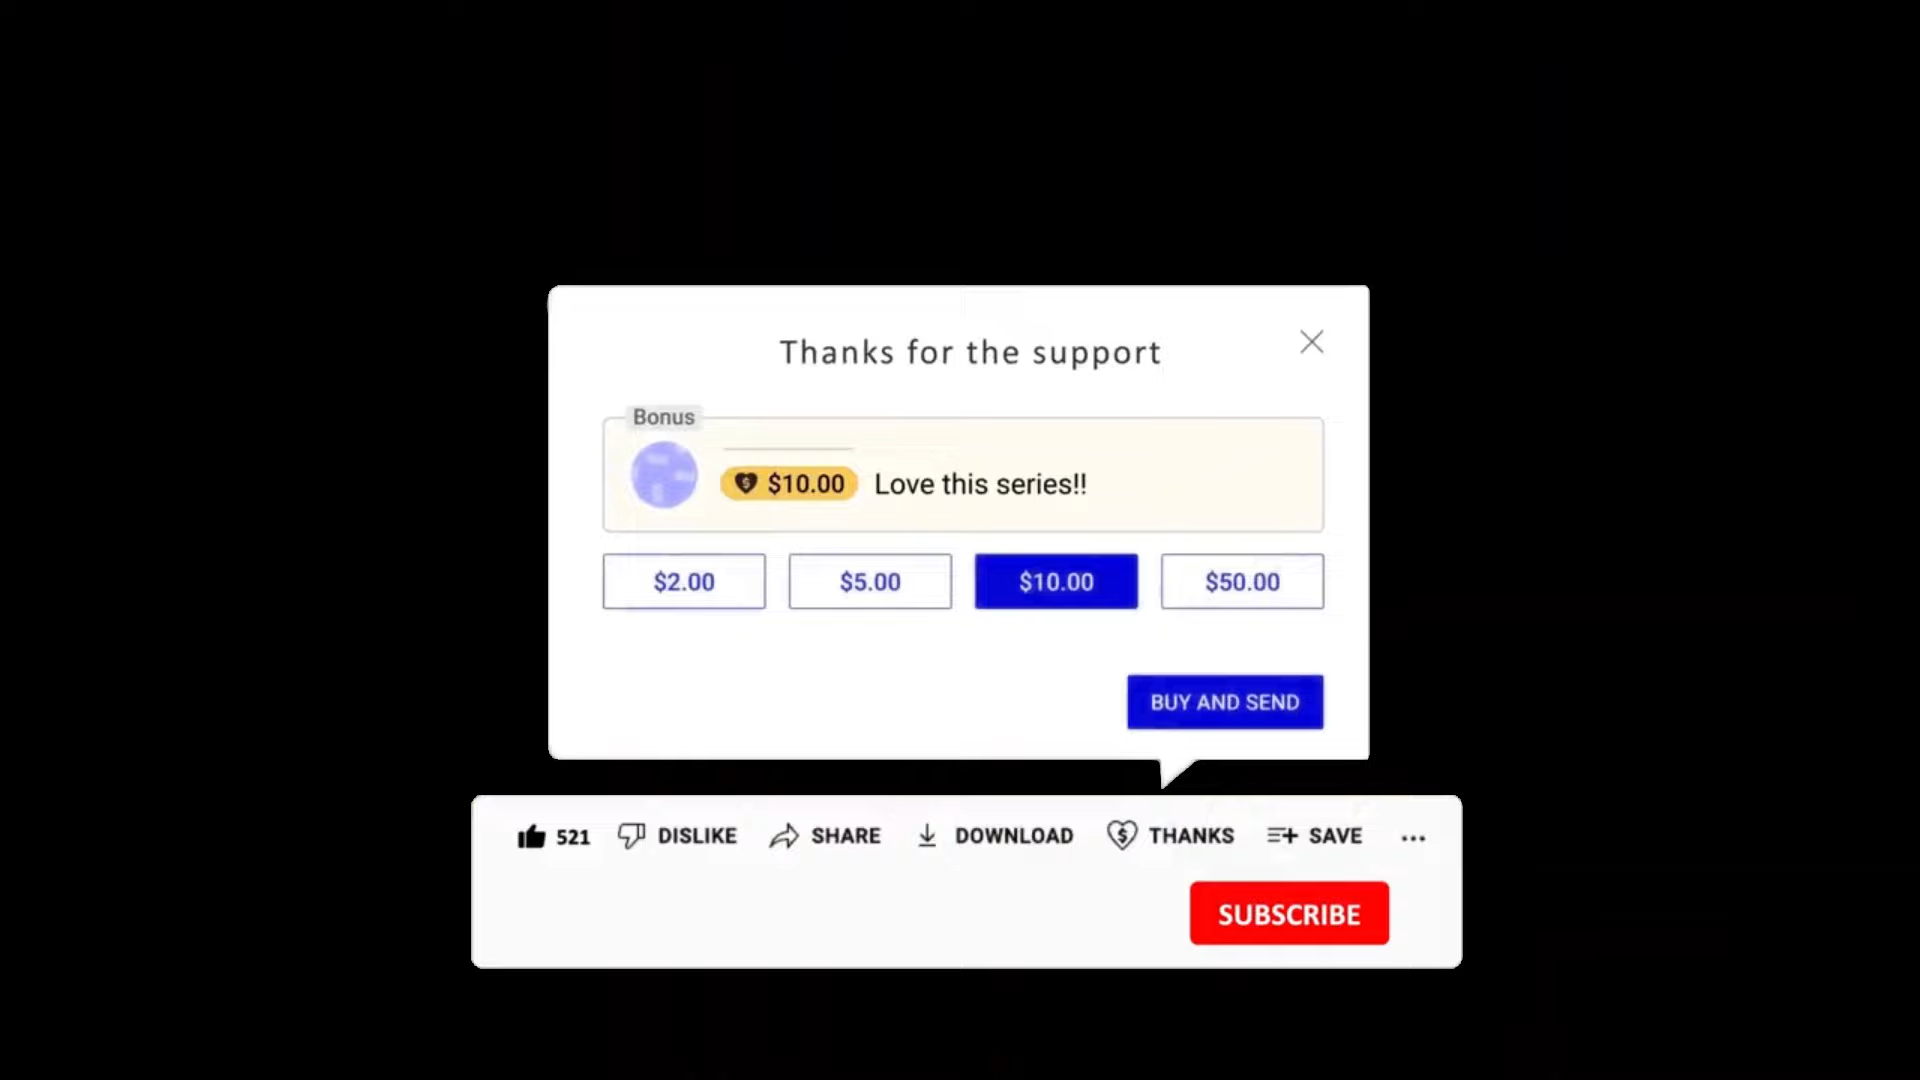 Thanks for the support
Bonus
$10.00 Love this series!!
$2.00 $5.00 $10.00 $50.00
BUY AND SEND
521 DISLIKE SHARE DOWNLOAD THANKS SAVE ...
SUBSCRIBE